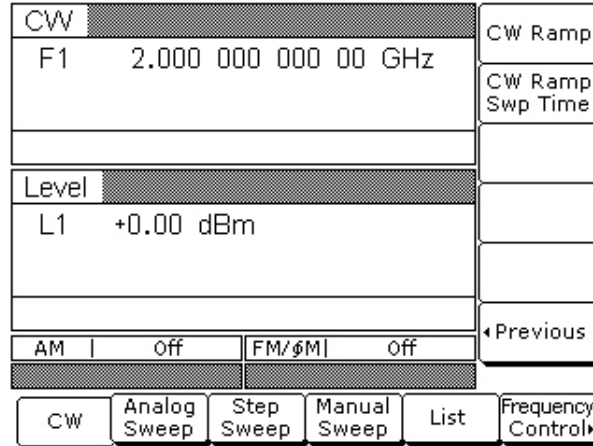 CW
F1 2.000 000 000 00 GHz
Level
L1 +0.00 dBm
AM | Off FM/ɸM| Off
CW Ramp
CW Ramp
Swp Time
◂Previous
CW
Analog
Sweep
Step
Sweep
Manual
Sweep
List
Frequency
Control▸